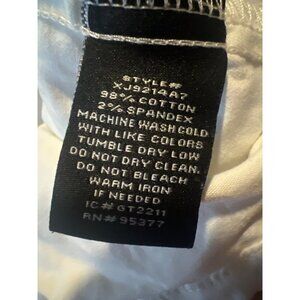 STYLE#
XJ9214A7
98% COTTON
2% SPANDEX
MACHINE WASH COLD
WITH LIKE COLORS
TUMBLE DRY LOW
DO NOT DRY CLEAN.
DO NOT BLEACH
WARM IRON
IF NEEDED
IC# GT2211
RN# 95377